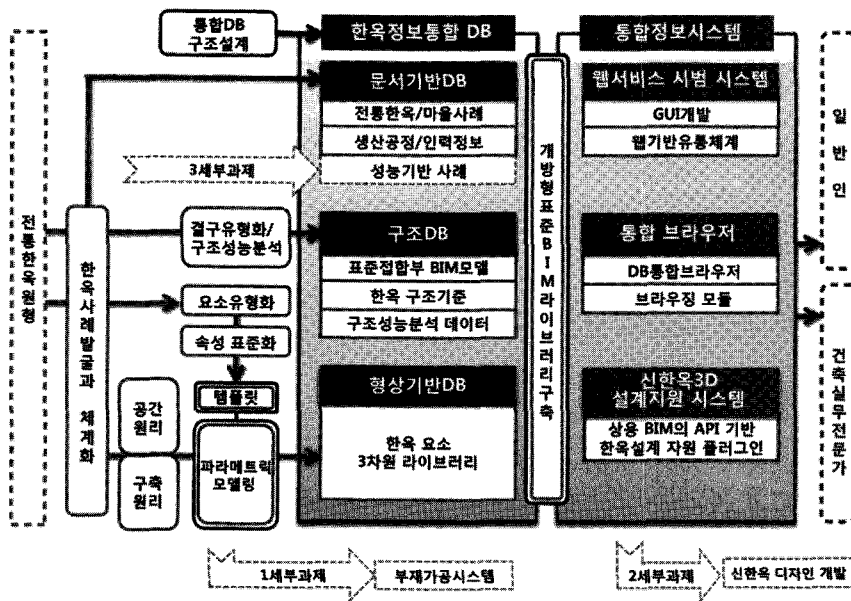 통합DB
구조설계
한옥정보통합 DB
통합정보시스템
문서기반DB
전통한옥/마을사례
생산공정/인력정보
성능기반 사례
3세부과제
웹서비스 시범 시스템
GUI개발
웹기반유통체계
일반인
전통한옥원형
한옥사례발굴과 체계화
결구유형화/
구조성능분석
구조DB
표준접합부 BIM모델
한옥 구조기준
구조성능분석 데이터
개방형표준BIM라이브러리구축
통합 브라우저
DB통합브라우저
브라우징 모듈
요소유형화
속성 표준화
템플릿
공간
원리
구축
원리
파라메트릭
모델링
형상기반DB
한옥 요소
3차원 라이브러리
신한옥3D
설계지원 시스템
상용 BIM의 API 기반
한옥설계 자원 플러그인
건축실무전문가
1세부과제
부재가공시스템
2세부과제
신한옥 디자인 개발